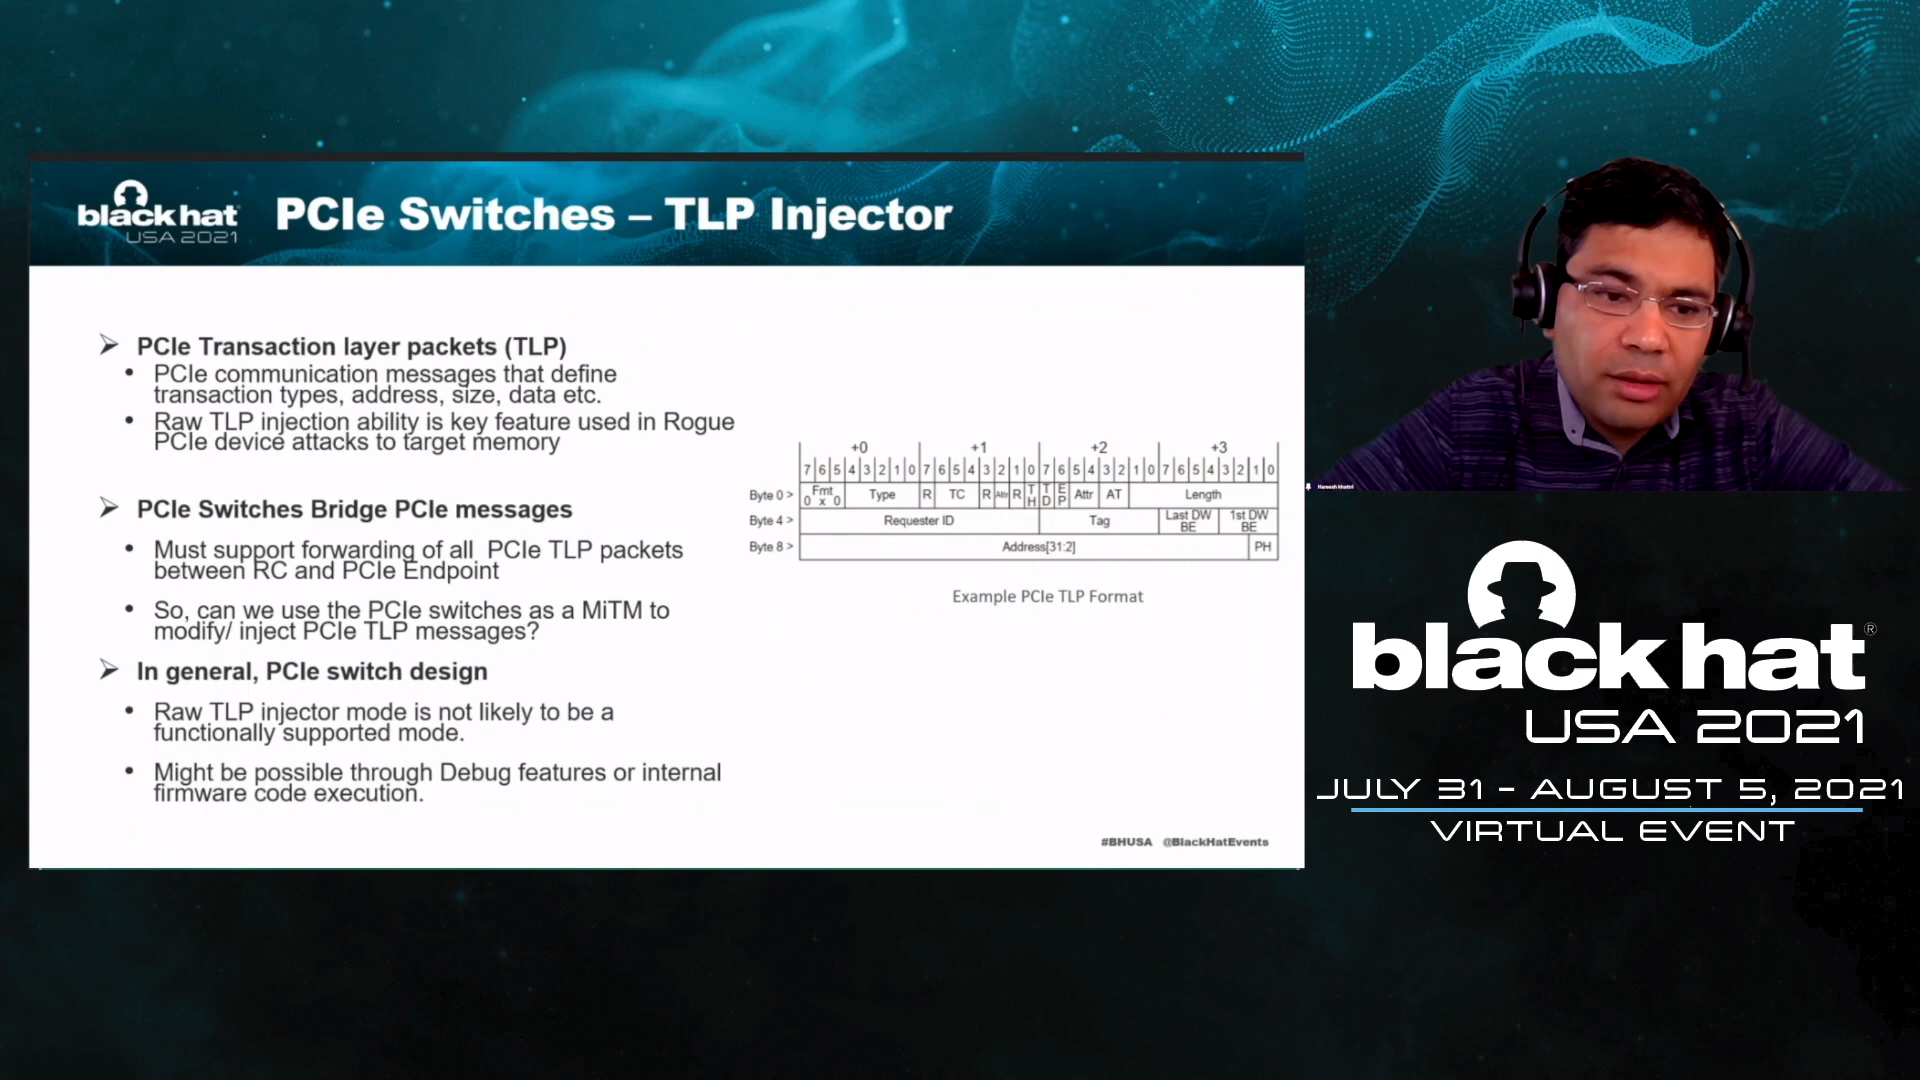 black hat
USA 2021
PCIe Switches – TLP Injector
PCIe Transaction layer packets (TLP)
PCIe communication messages that define
transaction types, address, size, data etc.
Raw TLP injection ability is key feature used in Rogue
PCIe device attacks to target memory
PCIe Switches Bridge PCIe messages
Must support forwarding of all PCIe TLP packets
between RC and PCIe Endpoint
So, can we use the PCIe switches as a MiTM to
modify/ inject PCIe TLP messages?
In general, PCIe switch design
Raw TLP injector mode is not likely to be a
functionally supported mode.
Might be possible through Debug features or internal
firmware code execution.
+0 +1 +2 +3
7 6 5 4 3 2 1 0 7 6 5 4 3 2 1 0 7 6 5 4 3 2 1 0 7 6 5 4 3 2 1 0
Byte 0 > Fmt 0 x 0 Type R TC R Attr R TH TD EP Attr AT Length
Byte 4 > Requester ID Tag Last DW BE 1st DW BE
Byte 8 > Address[31:2] PH
Example PCIe TLP Format
#BHUSA @BlackHatEvents
Hareesh khattri
black hat®
USA 2021
JULY 31 - AUGUST 5, 2021
VIRTUAL EVENT